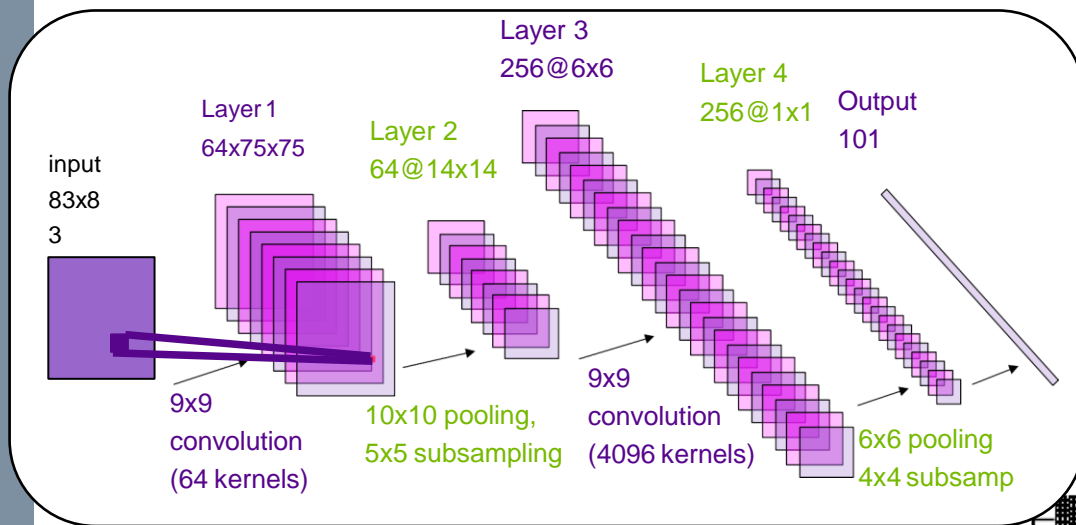 input
83x8
3
Layer 1
64x75x75
Layer 2
64@14x14
Layer 3
256@6x6
Layer 4
256@1x1
Output
101
9x9
convolution
(64 kernels)
10x10 pooling,
5x5 subsampling
9x9
convolution
(4096 kernels)
6x6 pooling
4x4 subsamp